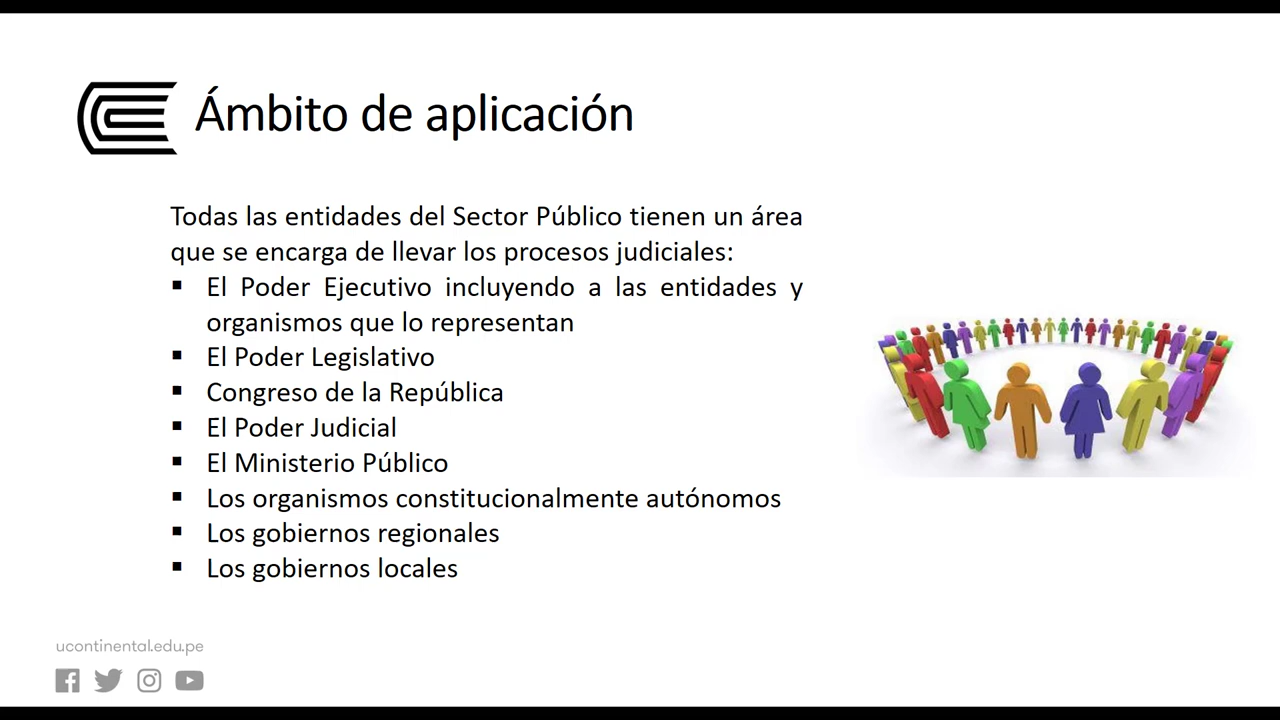 Ámbito de aplicación
Todas las entidades del Sector Público tienen un área
que se encarga de llevar los procesos judiciales:
▪ El Poder Ejecutivo incluyendo a las entidades y
organismos que lo representan
▪ El Poder Legislativo
▪ Congreso de la República
▪ El Poder Judicial
▪ El Ministerio Público
▪ Los organismos constitucionalmente autónomos
▪ Los gobiernos regionales
▪ Los gobiernos locales
ucontinental.edu.pe